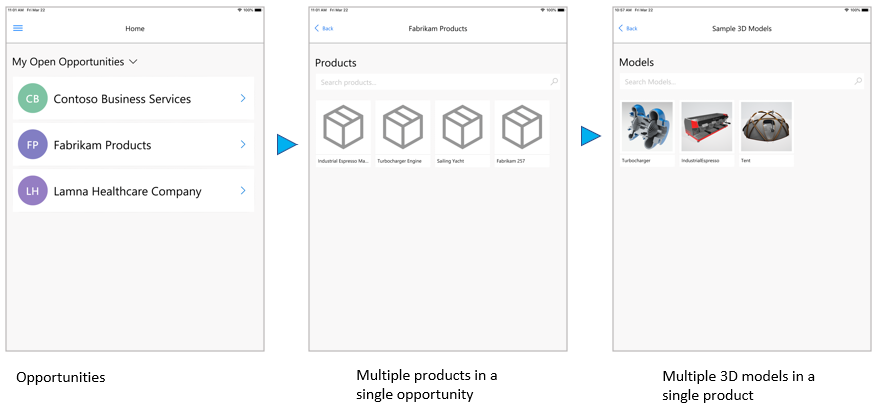 11:01 AM Fri Mar 22
100%
Home
My Open Opportunities
CB Contoso Business Services
FP Fabrikam Products
LH Lamna Healthcare Company
Opportunities
11:01 AM Fri Mar 22
100%
Back
Fabrikam Products
Products
Search products...
Industrial Espresso Ma...
Turbocharger Engine
Sailing Yacht
Fabrikam 257
Multiple products in a
single opportunity
10:57 AM Fri Mar 22
100%
Back
Sample 3D Models
Models
Search Models...
Turbocharger
IndustrialEspresso
Tent
Multiple 3D models in a
single product